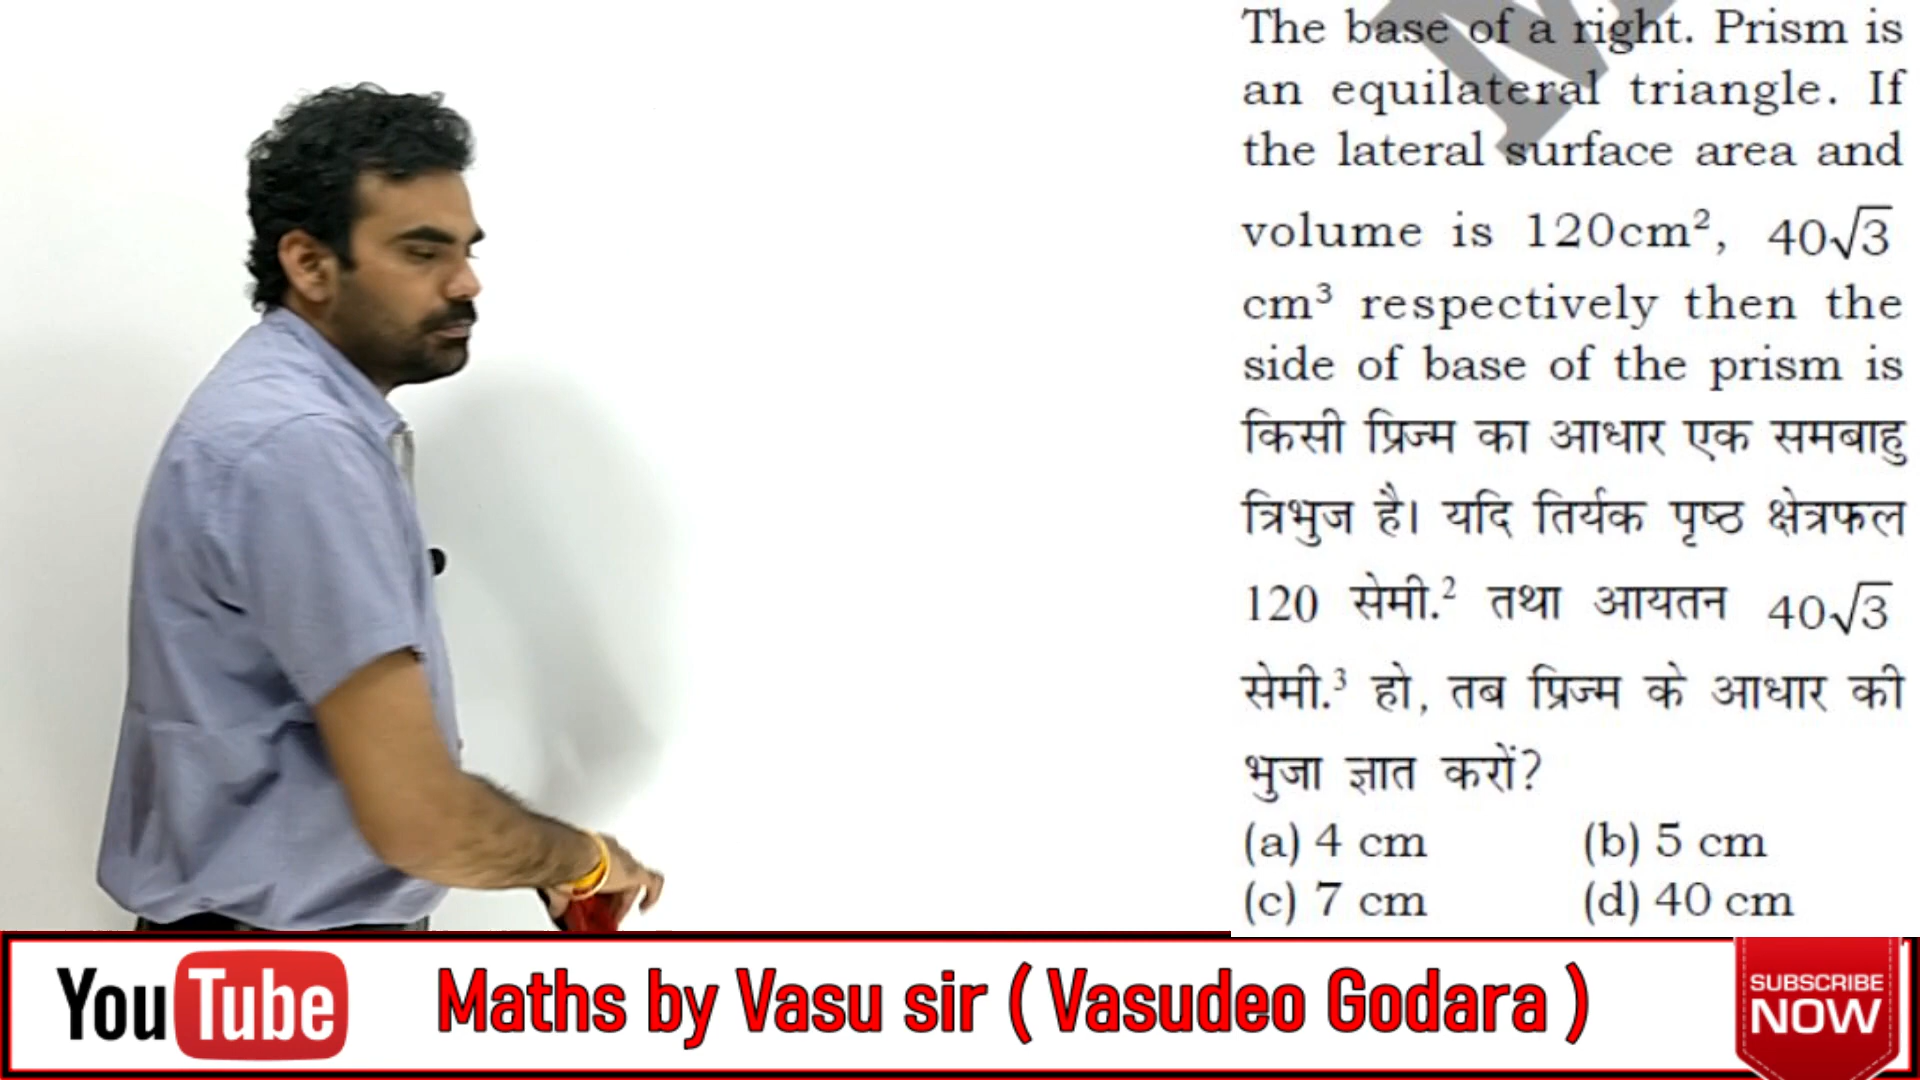 The base of a right. Prism is
an equilateral triangle. If
the lateral surface area and
volume is 120cm², 40√3
cm³ respectively then the
side of base of the prism is
किसी प्रिज्म का आधार एक समबाहु
त्रिभुज है। यदि तिर्यक पृष्ठ क्षेत्रफल
120 सेमी.² तथा आयतन 40√3
सेमी.³ हो, तब प्रिज्म के आधार की
भुजा ज्ञात करों?
(a) 4 cm (b) 5 cm
(c) 7 cm (d) 40 cm
YouTube
Maths by Vasu sir ( Vasudeo Godara )
SUBSCRIBE
NOW